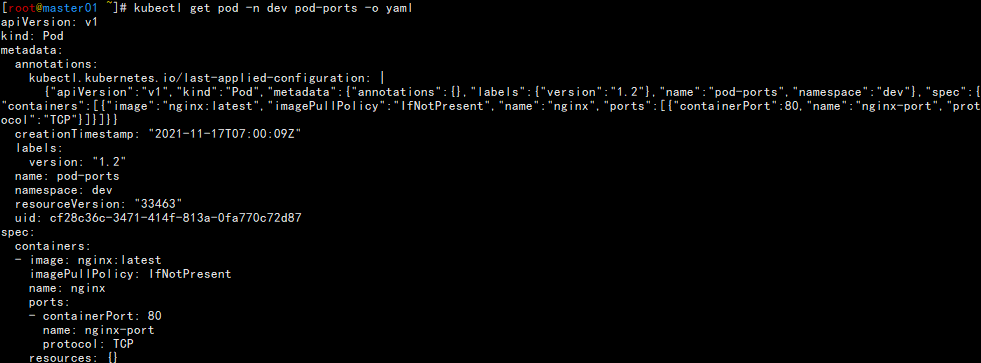 [root@master01 ~]# kubectl get pod -n dev pod-ports -o yaml
apiVersion: v1
kind: Pod
metadata:
  annotations:
    kubectl.kubernetes.io/last-applied-configuration: |
      {"apiVersion":"v1","kind":"Pod","metadata":{"annotations":{},"labels":{"version":"1.2"},"name":"pod-ports","namespace":"dev"},"spec":{
"containers":[{"image":"nginx:latest","imagePullPolicy":"IfNotPresent","name":"nginx","ports":[{"containerPort":80,"name":"nginx-port","prot
ocol":"TCP"}]}]}}
  creationTimestamp: "2021-11-17T07:00:09Z"
  labels:
    version: "1.2"
  name: pod-ports
  namespace: dev
  resourceVersion: "33463"
  uid: cf28c36c-3471-414f-813a-0fa770c72d87
spec:
  containers:
  - image: nginx:latest
    imagePullPolicy: IfNotPresent
    name: nginx
    ports:
    - containerPort: 80
      name: nginx-port
      protocol: TCP
    resources: {}